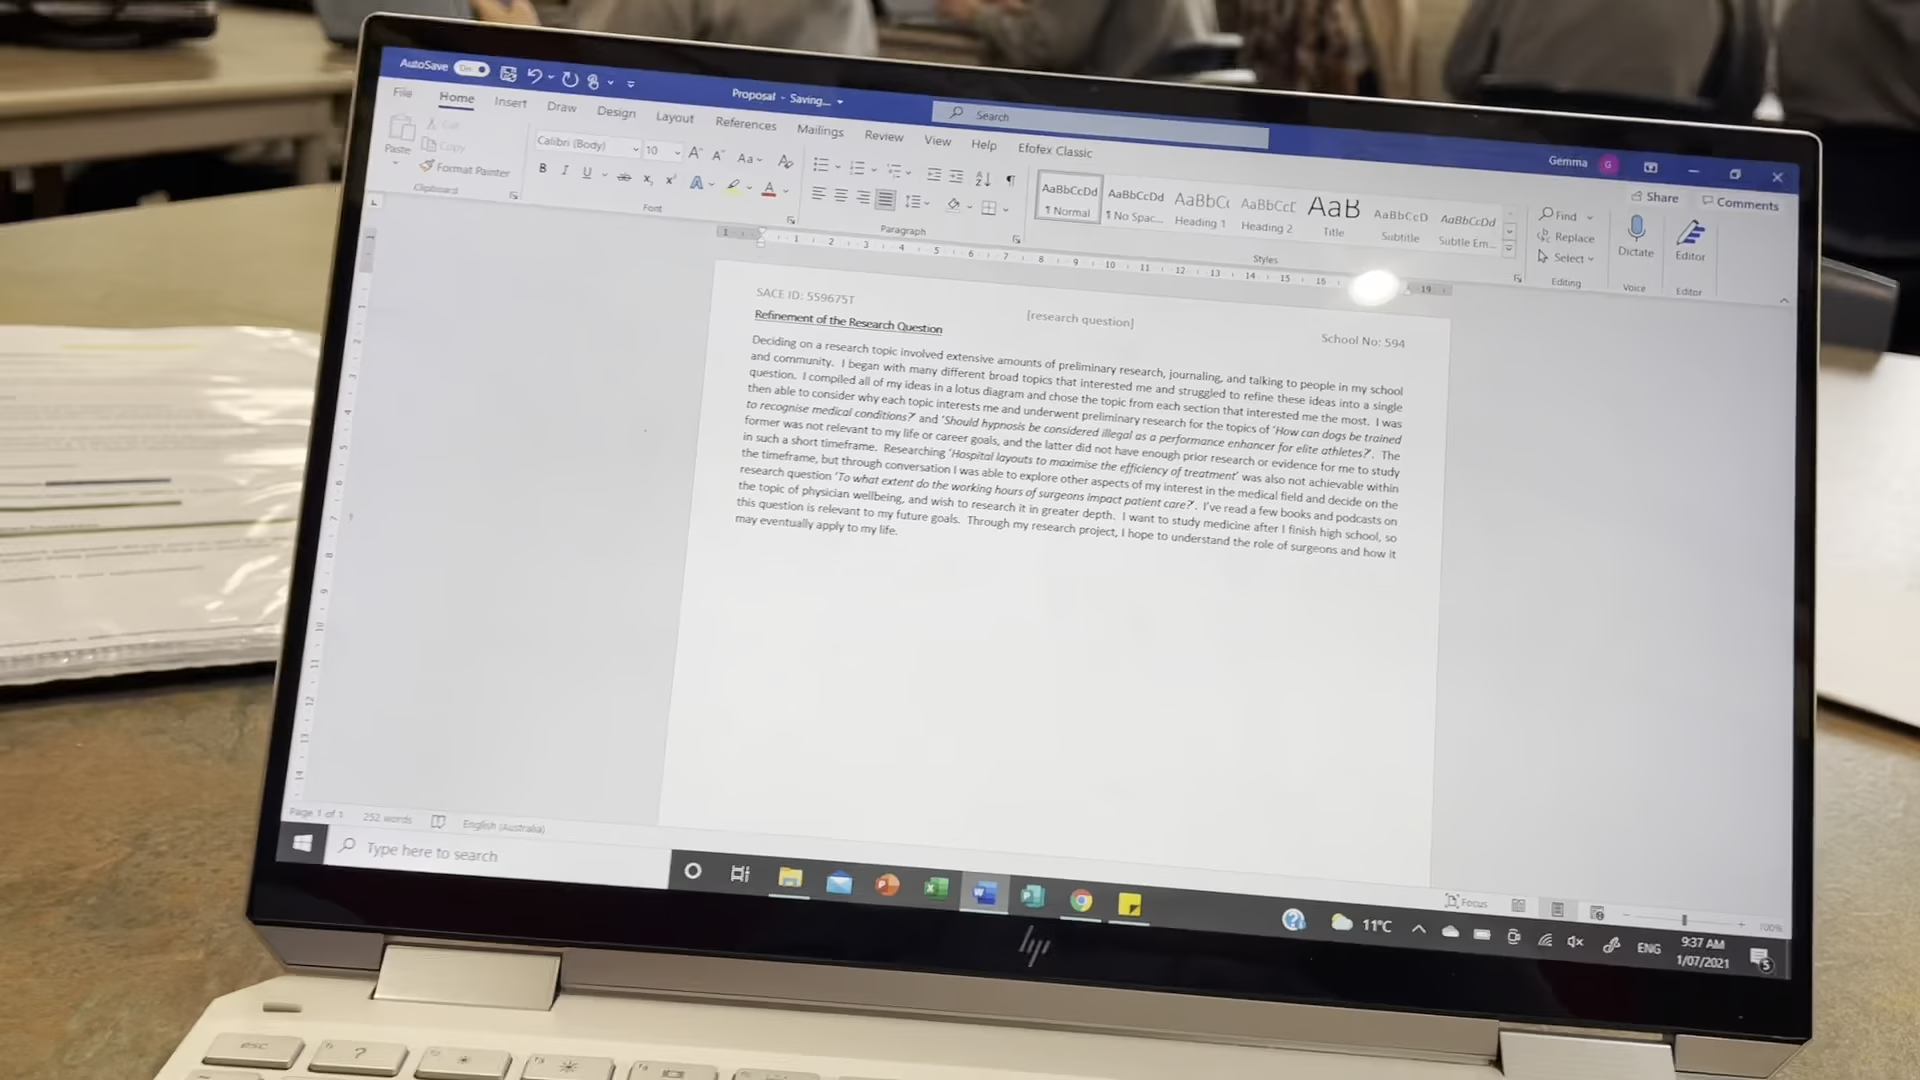 AutoSave On Proposal - Saving... Search Gemma G
File Home Insert Draw Design Layout References Mailings Review View Help Efofex Classic Share Comments
Paste Cut Copy Format Painter Clipboard
Calibri (Body) 10 Font
Paragraph
AaBbCcDd AaBbCcDd AaBbCc AaBbCcC AaB AaBbCcD AaBbCcDd
¶ Normal ¶ No Spac... Heading 1 Heading 2 Title Subtitle Subtle Em...
Styles
Find Replace Select Editing
Dictate Voice
Editor Editor
SACE ID: 559675T
[research question]
School No: 594
Refinement of the Research Question
Deciding on a research topic involved extensive amounts of preliminary research, journaling, and talking to people in my school
and community. I began with many different broad topics that interested me and struggled to refine these ideas into a single
question. I compiled all of my ideas in a lotus diagram and chose the topic from each section that interested me the most. I was
then able to consider why each topic interests me and underwent preliminary research for the topics of 'How can dogs be trained
to recognise medical conditions?' and 'Should hypnosis be considered illegal as a performance enhancer for elite athletes?'. The
former was not relevant to my life or career goals, and the latter did not have enough prior research or evidence for me to study
in such a short timeframe. Researching 'Hospital layouts to maximise the efficiency of treatment' was also not achievable within
the timeframe, but through conversation I was able to explore other aspects of my interest in the medical field and decide on the
research question 'To what extent do the working hours of surgeons impact patient care?'. I've read a few books and podcasts on
the topic of physician wellbeing, and wish to research it in greater depth. I want to study medicine after I finish high school, so
this question is relevant to my future goals. Through my research project, I hope to understand the role of surgeons and how it
may eventually apply to my life.
Page 1 of 1 252 words English (Australia) Focus 100%
Type here to search
11°C ENG 9:37 AM
1/07/2021 5
hp
esc ?